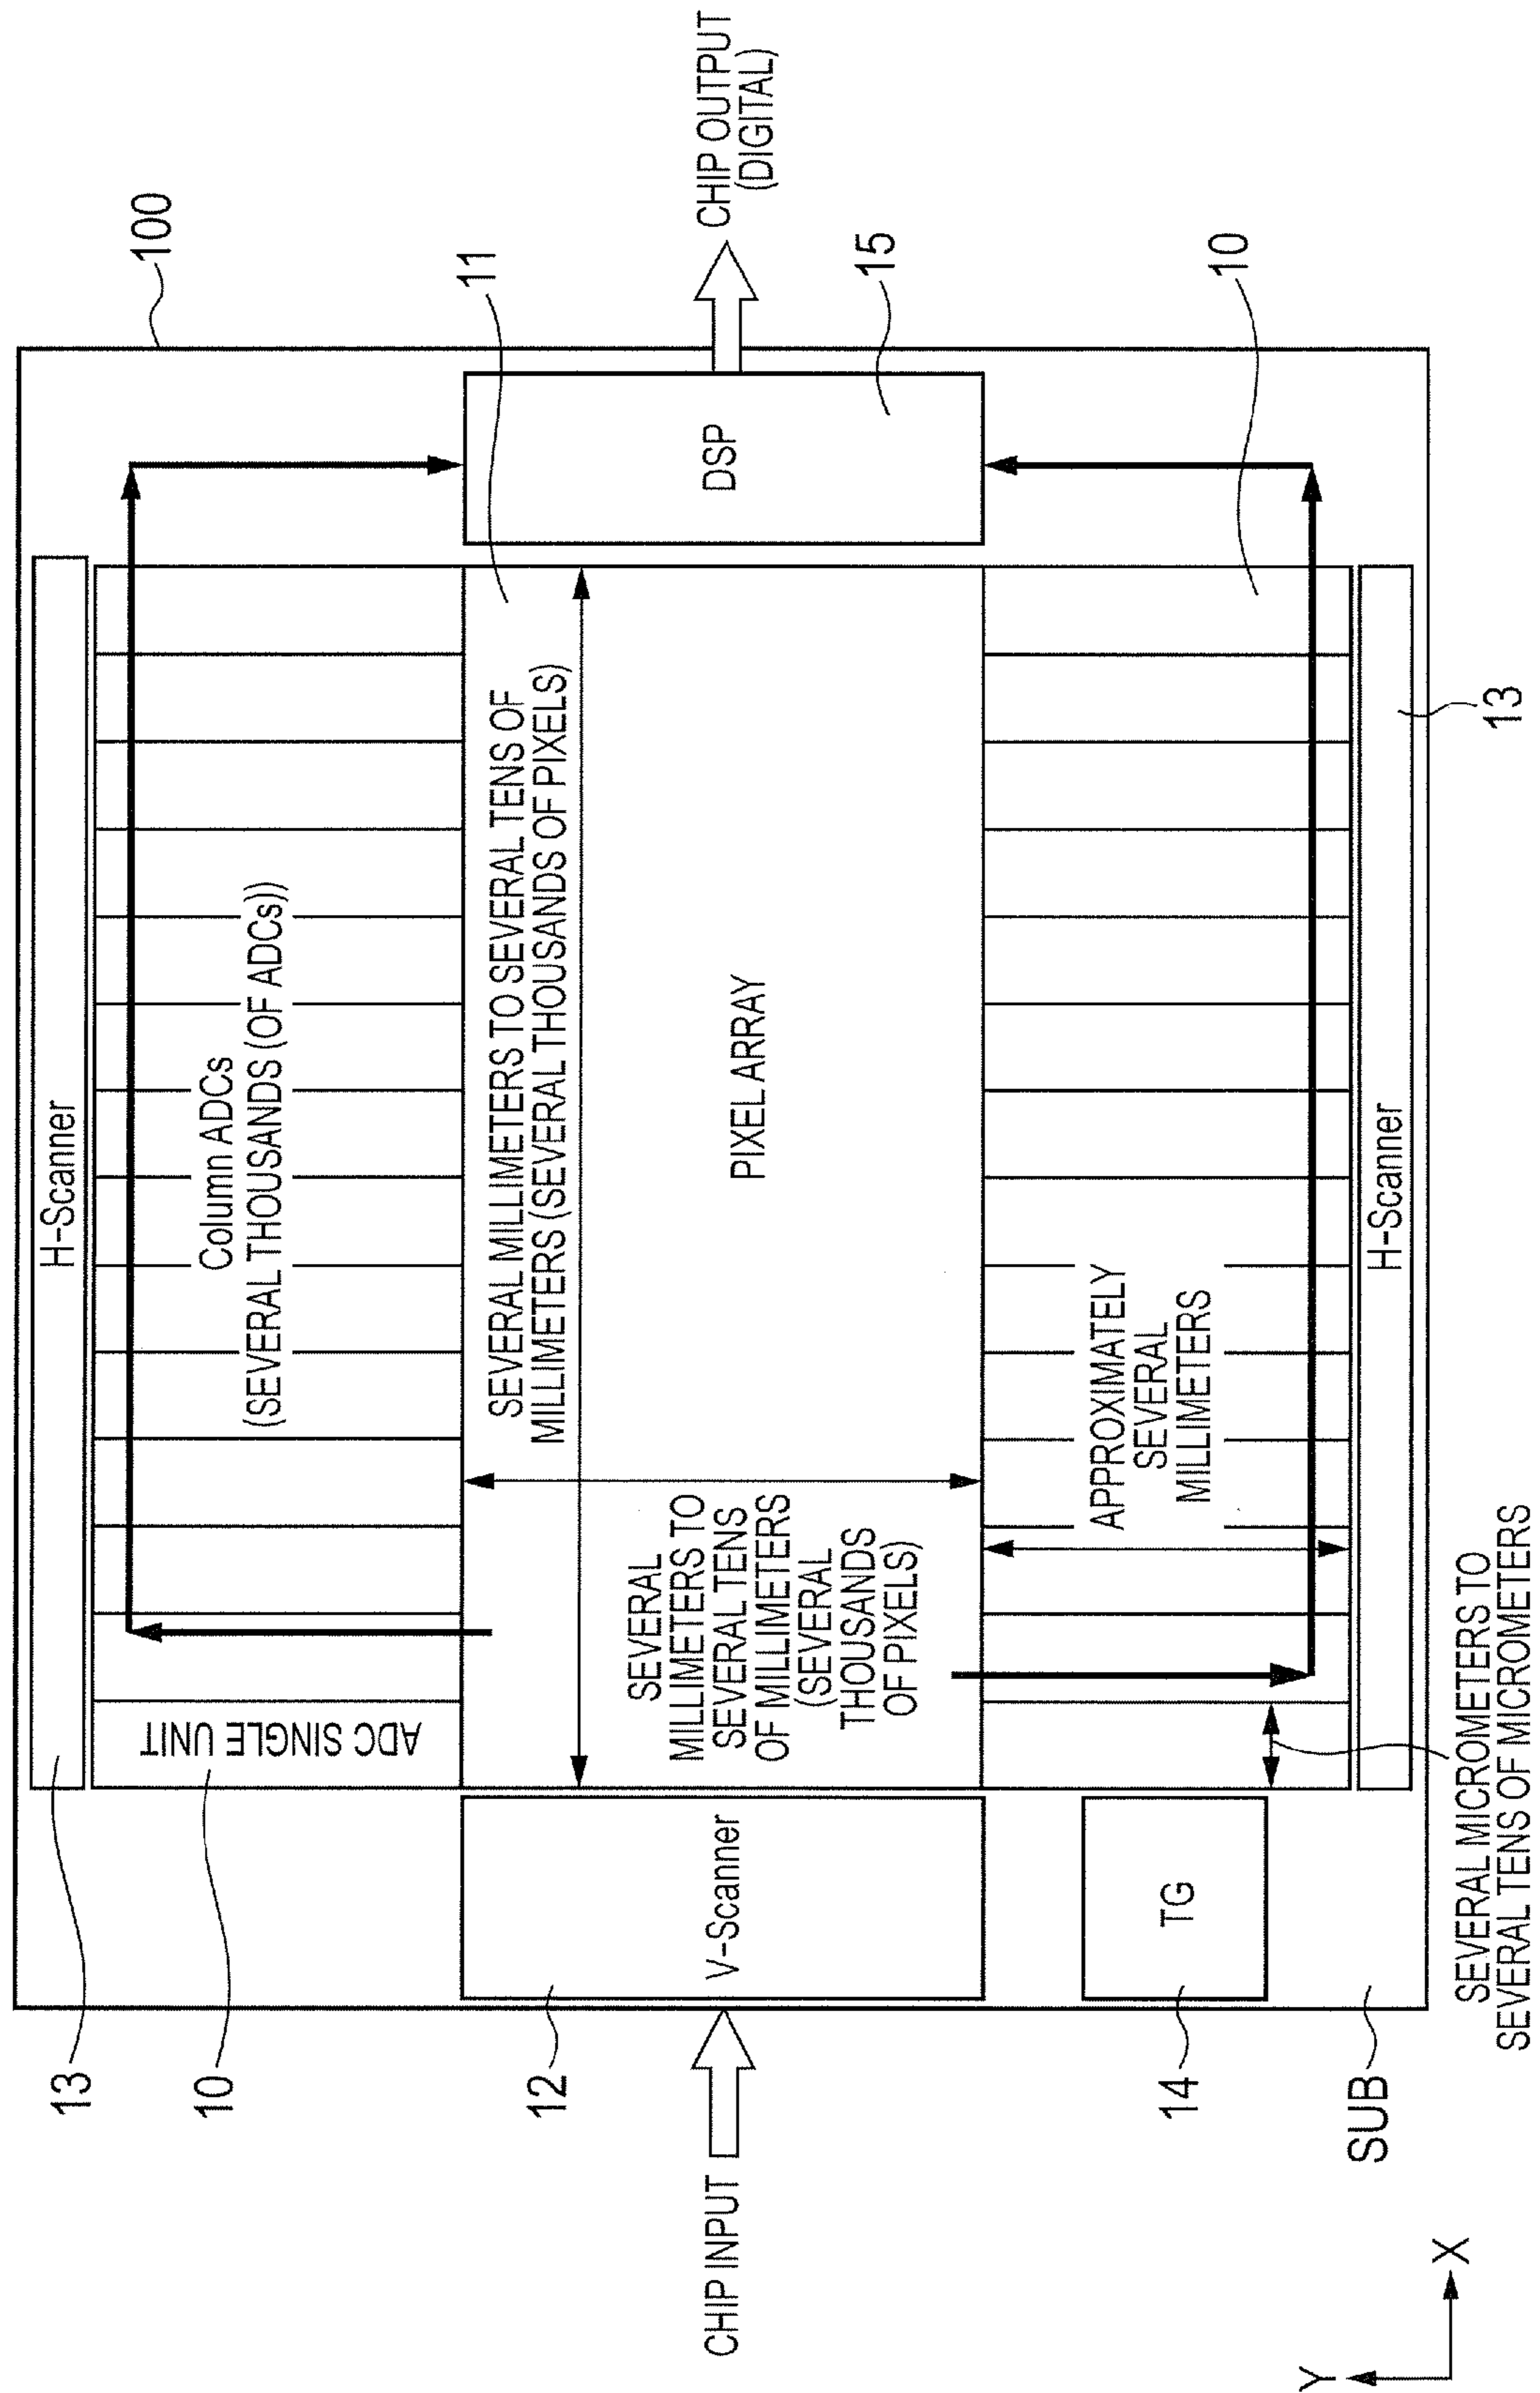 100
11
CHIP OUTPUT
(DIGITAL)
15
10
DSP
H-Scanner
Column ADCs
(SEVERAL THOUSANDS (OF ADCs))
SEVERAL MILLIMETERS TO SEVERAL TENS OF
MILLIMETERS (SEVERAL THOUSANDS OF PIXELS)
PIXEL ARRAY
SEVERAL
MILLIMETERS TO
SEVERAL TENS
OF MILLIMETERS
(SEVERAL
THOUSANDS
OF PIXELS)
APPROXIMATELY
SEVERAL
MILLIMETERS
H-Scanner
13
ADC SINGLE UNIT
V-Scanner
TG
SEVERAL MICROMETERS TO
SEVERAL TENS OF MICROMETERS
13
10
12
14
SUB
CHIP INPUT
Y
X